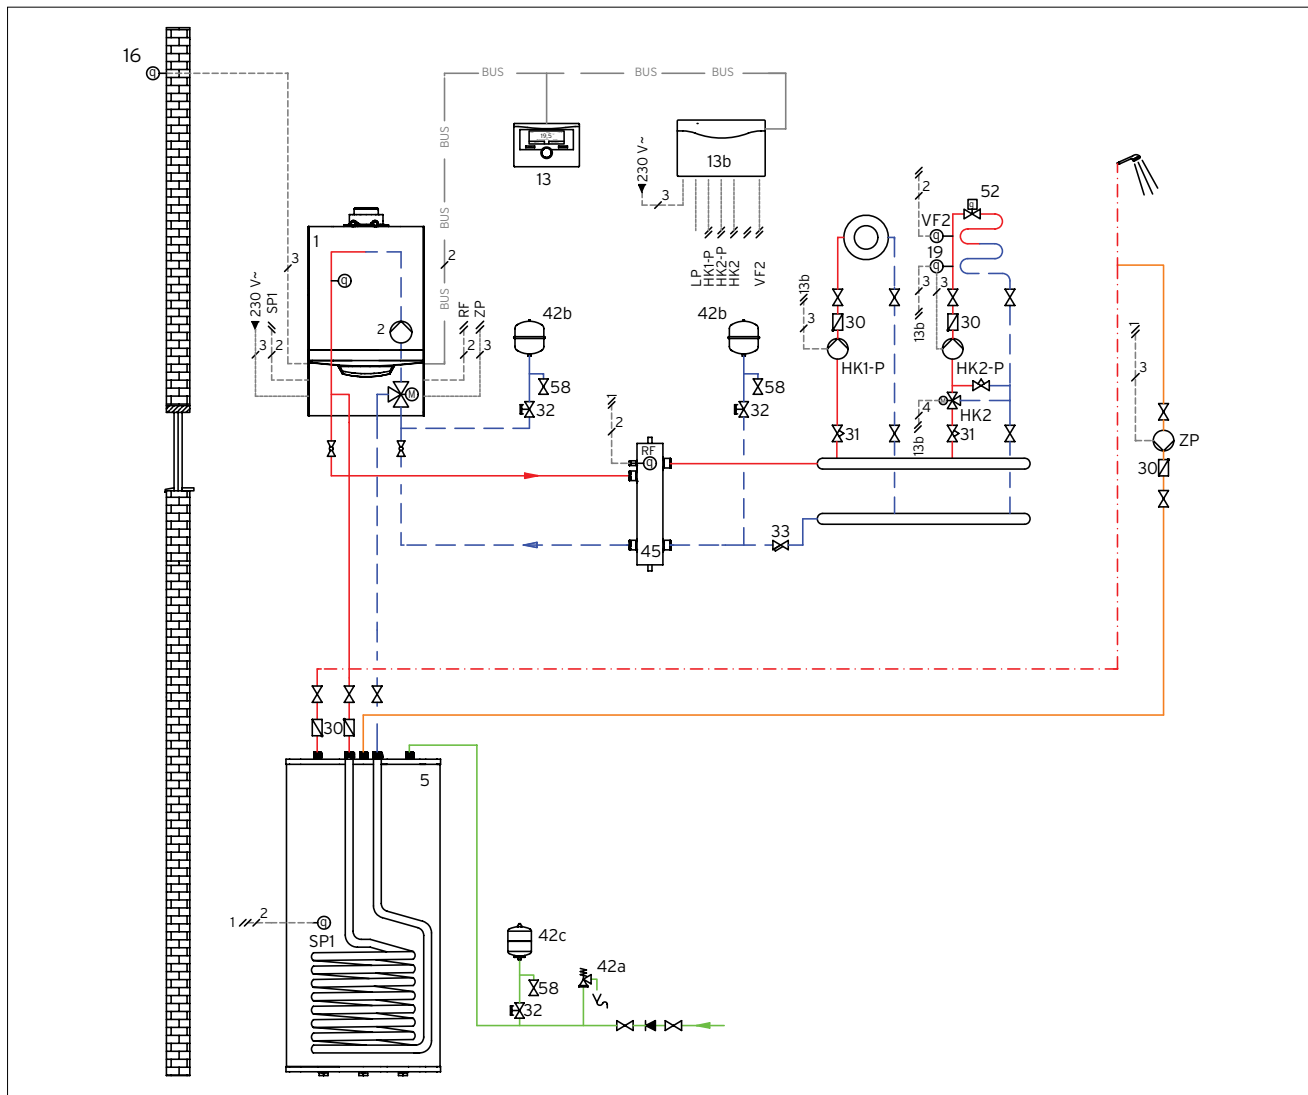 16
BUS
BUS
BUS
BUS
BUS
BUS
19,5
13
13b
230 V~
3
LP
HK1-P
HK2-P
HK2
VF2
2
VF2
52
q
q
19
q
3
3
13b
13b
3
30
30
HK1-P
HK2-P
M
HK2
4
13b
31
31
1
q
2
M
230 V~
SP1
3
2
3
2
RF
ZP
2
3
42b
58
32
42b
58
32
1
2
RF
q
45
33
1
3
ZP
30
30
5
1
2
q
SP1
42c
58
32
42a